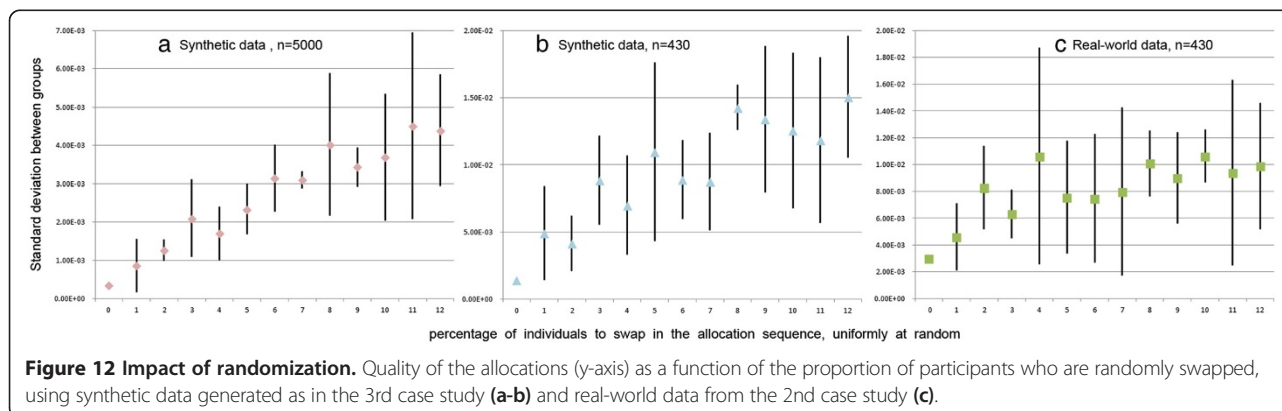 a Synthetic data , n=5000
b Synthetic data, n=430
c Real-world data, n=430
Standard deviation between groups
7.00E-03
6.00E-03
5.00E-03
4.00E-03
3.00E-03
2.00E-03
1.00E-03
0.00E+00
0 1 2 3 4 5 6 7 8 9 10 11 12
2.00E-02
1.50E-02
1.00E-02
5.00E-03
0.00E+00
0 1 2 3 4 5 6 7 8 9 10 11 12
2.00E-02
1.80E-02
1.60E-02
1.40E-02
1.20E-02
1.00E-02
8.00E-03
6.00E-03
4.00E-03
2.00E-03
0.00E+00
0 1 2 3 4 5 6 7 8 9 10 11 12
percentage of individuals to swap in the allocation sequence, uniformly at random
Figure 12 Impact of randomization. Quality of the allocations (y-axis) as a function of the proportion of participants who are randomly swapped,
using synthetic data generated as in the 3rd case study (a-b) and real-world data from the 2nd case study (c).